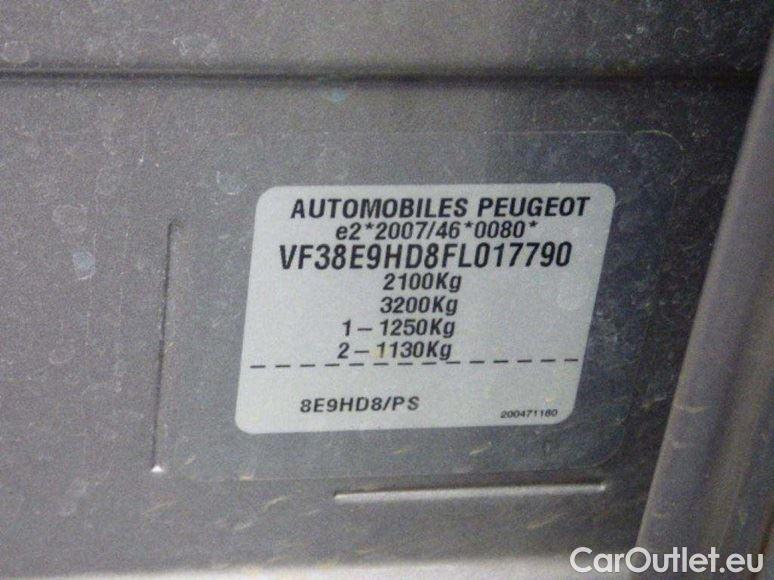 AUTOMOBILES PEUGEOT
e2*2007/46*0080*
VF38E9HD8FL017790
2100Kg
3200Kg
1–1250Kg
2–1130Kg
8E9HD8/PS
200471180
CarOutlet.eu